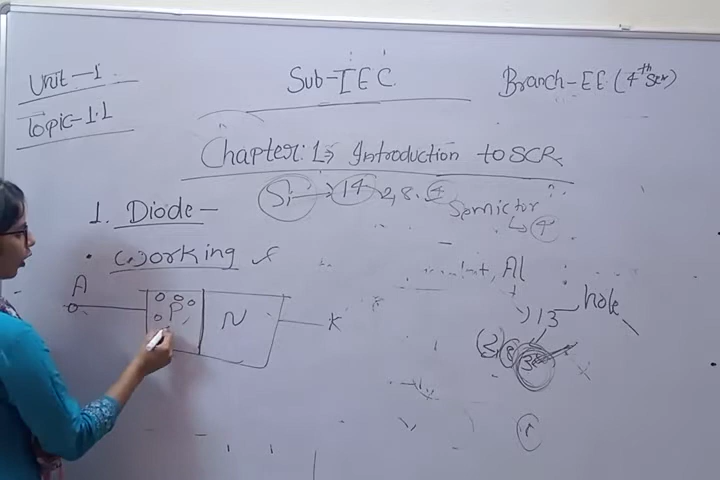 Unit-1
Sub-IEC
Branch-EE (4th Sem)
Topic-1.1
Chapter:1⇒ Introduction to SCR
Si → 14 2,8,4
1. Diode-
4
• working
Al
A
P
N
K
13
hole